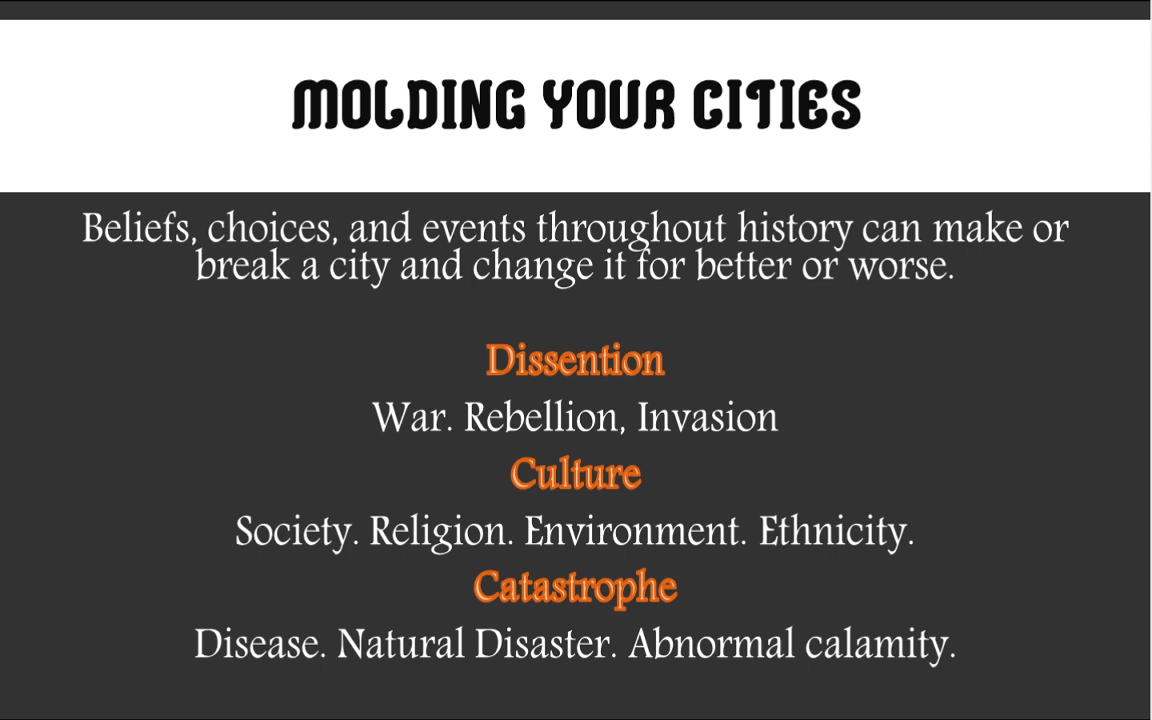 MOLDING YOUR CITIES
Beliefs, choices, and events throughout history can make or
break a city and change it for better or worse.
Dissention
War. Rebellion, Invasion
Culture
Society. Religion. Environment. Ethnicity.
Catastrophe
Disease. Natural Disaster. Abnormal calamity.